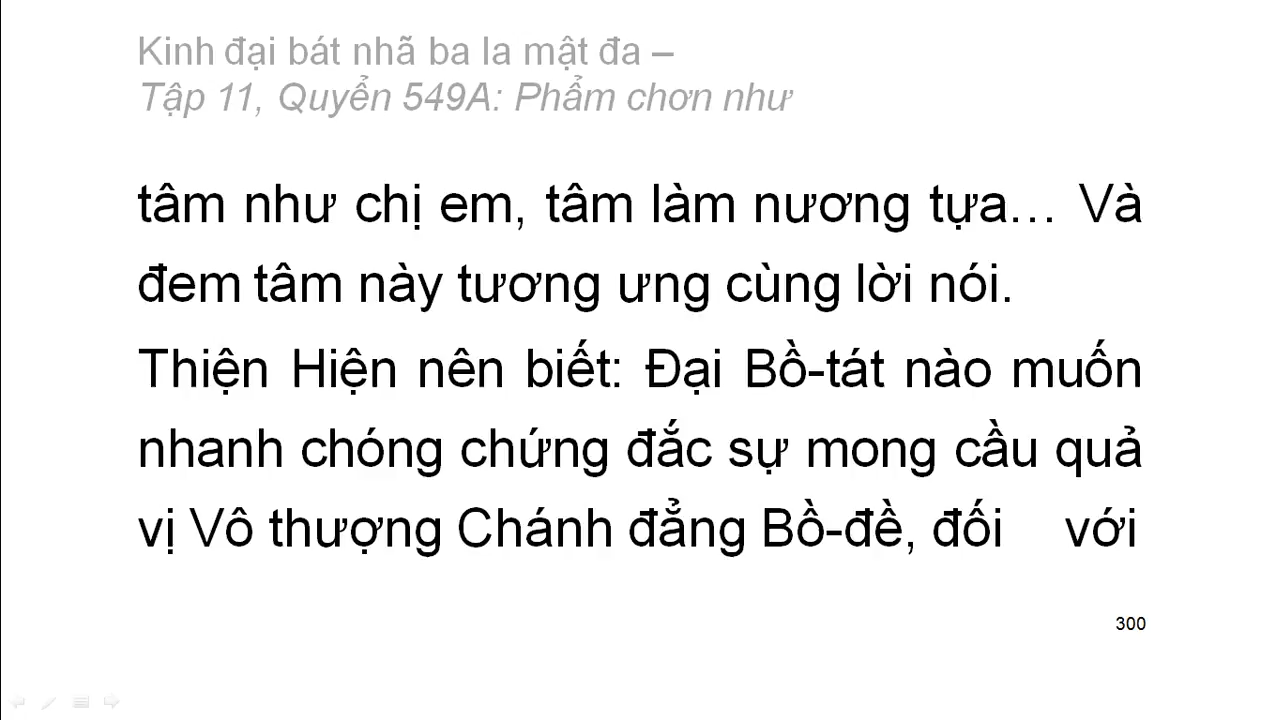 Kinh đại bát nhã ba la mật đa –
Tập 11, Quyển 549A: Phẩm chơn như
tâm như chị em, tâm làm nương tựa… Và
đem tâm này tương ưng cùng lời nói.
Thiện Hiện nên biết: Đại Bồ-tát nào muốn
nhanh chóng chứng đắc sự mong cầu quả
vị Vô thượng Chánh đẳng Bồ-đề, đối với
300